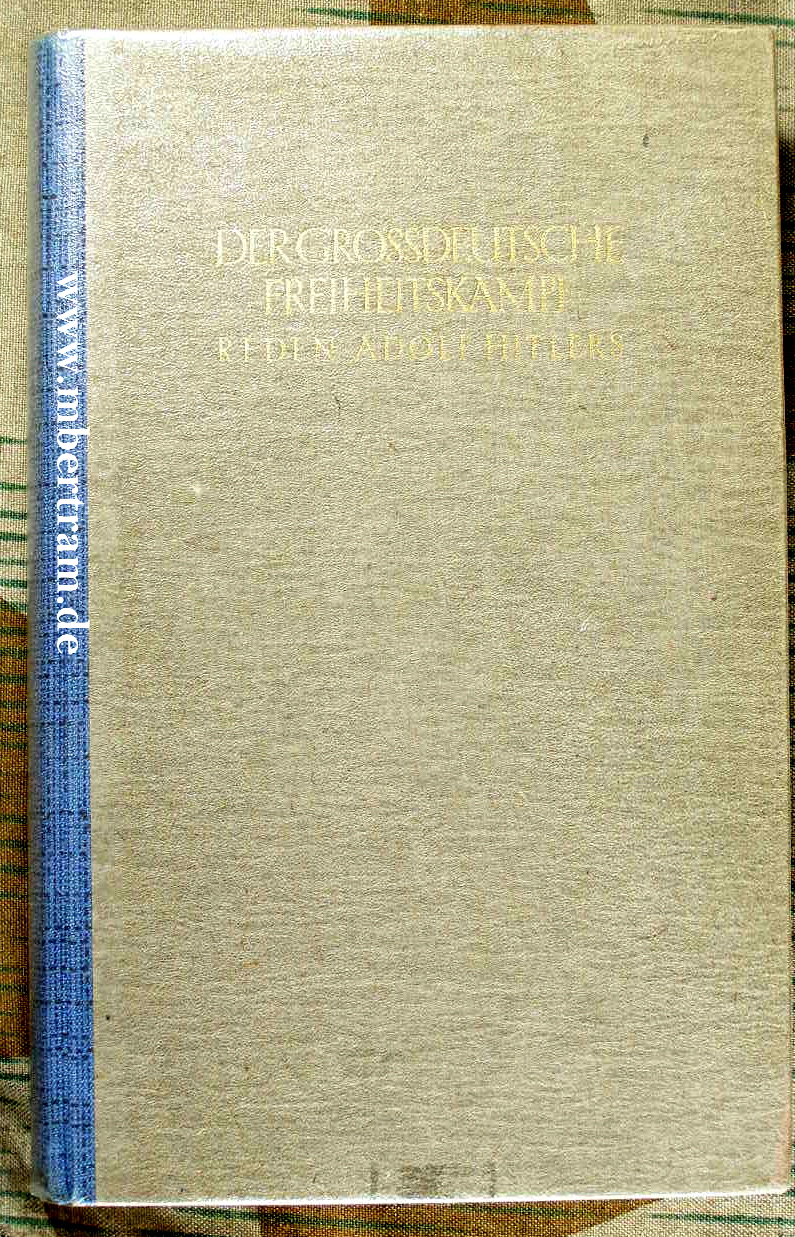 DER GROSSDEUTSCHE
FREIHEITSKAMPF
REDEN ADOLF HITLERS
www.mbertram.de